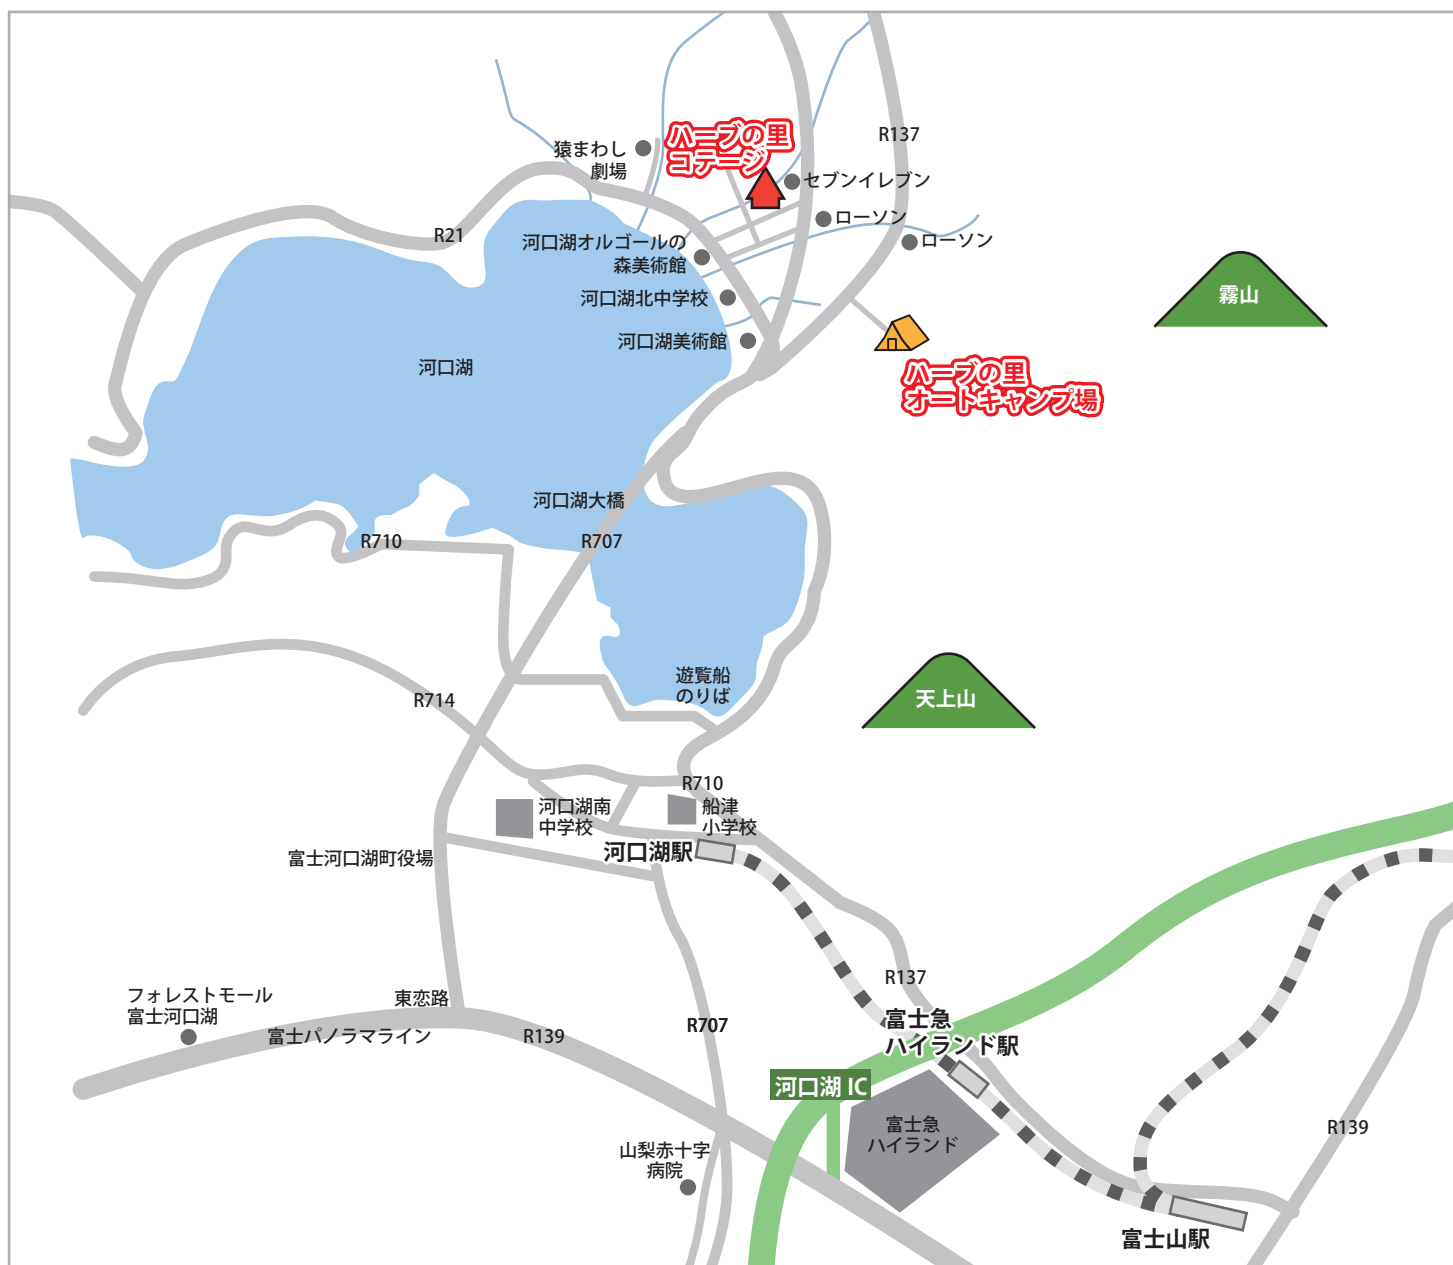 ハーブの里
コテージ
R137
猿まわし
劇場
セブンイレブン
ローソン
ローソン
R21
河口湖オルゴールの
森美術館
河口湖北中学校
河口湖美術館
霧山
河口湖
ハーブの里
オートキャンプ場
河口湖大橋
R710
R707
遊覧船
のりば
R714
天上山
R710
河口湖南
中学校
船津
小学校
富士河口湖町役場
河口湖駅
R137
フォレストモール
富士河口湖
東恋路
富士パノラマライン
R139
R707
富士急
ハイランド駅
河口湖 IC
富士急
ハイランド
R139
山梨赤十字
病院
富士山駅